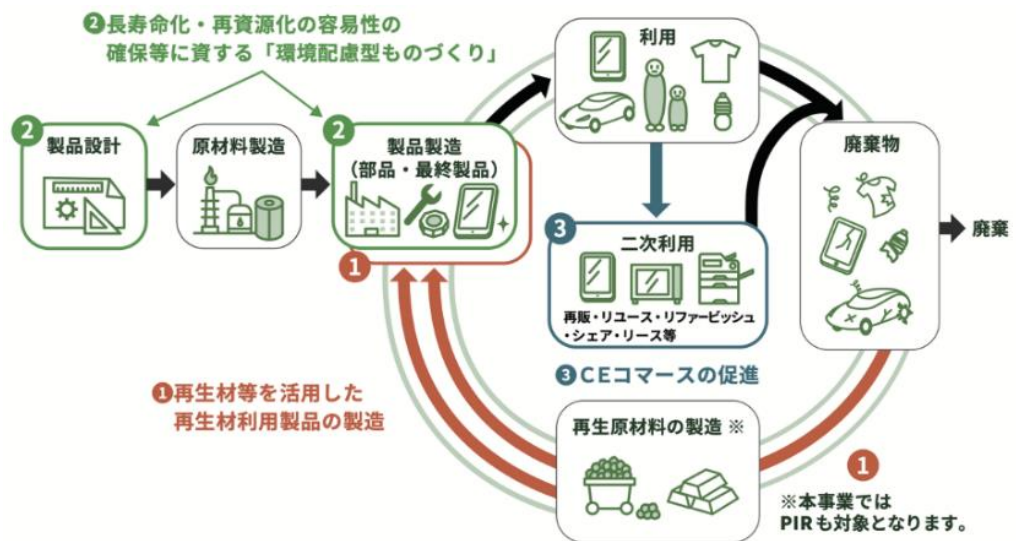 ❷長寿命化・再資源化の容易性の
確保等に資する「環境配慮型ものづくり」
利用
❷
製品設計
原材料製造
❷
製品製造
（部品・最終製品）
❶
廃棄物
廃棄
❸
二次利用
再販・リユース・リファービッシュ
・シェア・リース等
❸CEコマースの促進
❶再生材等を活用した
再生材利用製品の製造
再生原材料の製造 ※
❶
※本事業では
PIRも対象となります。